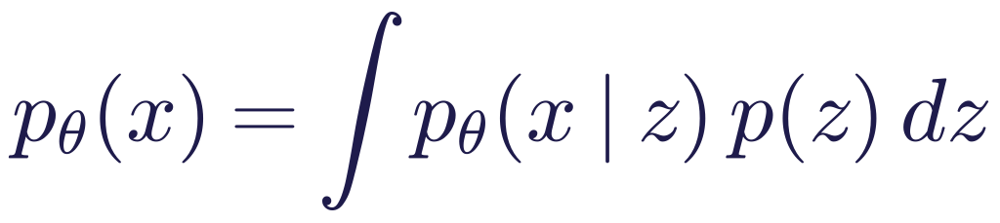 p_θ(x) = ∫ p_θ(x | z) p(z) dz